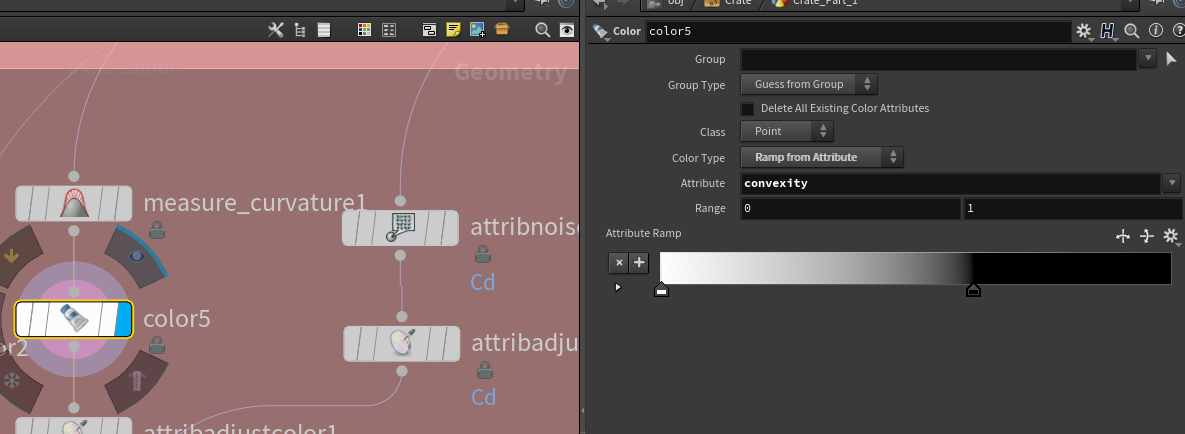 obj Crate Crate_Part_1
Color color5
Geometry
Group
Group Type Guess from Group
Delete All Existing Color Attributes
Class Point
Color Type Ramp from Attribute
Attribute convexity
Range 0 1
Attribute Ramp
measure_curvature1
attribnois
Cd
color5
attribadju
or2
Cd
attribadjustcolor1